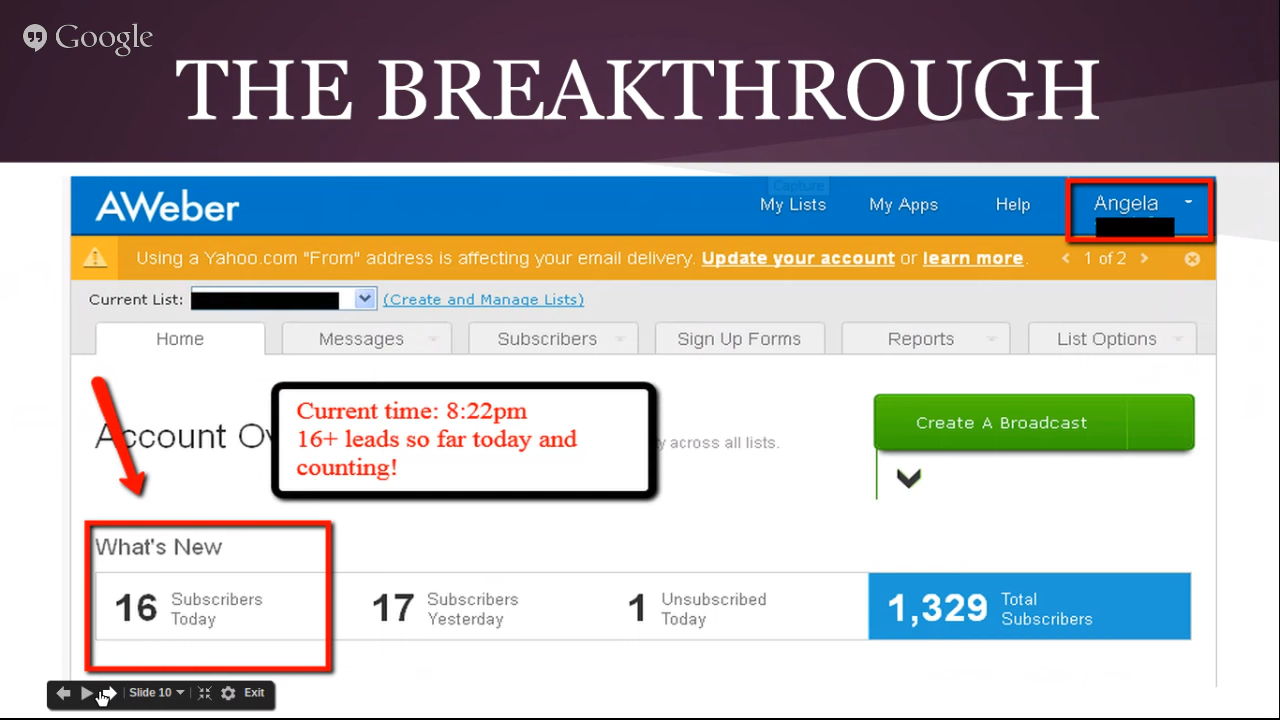 Google
THE BREAKTHROUGH
AWeber
Capture
My Lists My Apps Help Angela
Using a Yahoo.com "From" address is affecting your email delivery. Update your account or learn more. < 1 of 2 >
Current List: (Create and Manage Lists)
Home Messages Subscribers Sign Up Forms Reports List Options
Current time: 8:22pm
16+ leads so far today and
counting!
Account Ov
y across all lists.
Create A Broadcast
What's New
16 Subscribers Today
17 Subscribers Yesterday
1 Unsubscribed Today
1,329 Total Subscribers
Slide 10 Exit